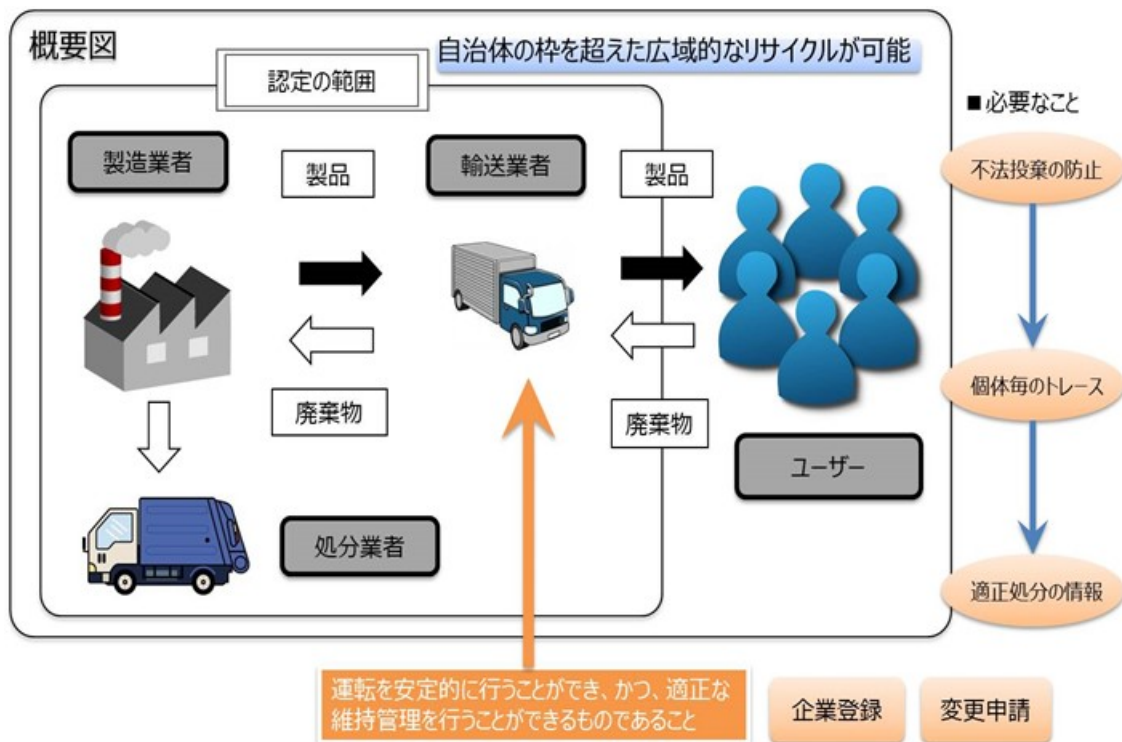 概要図
自治体の枠を超えた広域的なリサイクルが可能
認定の範囲
■必要なこと
製造業者
製品
輸送業者
製品
不法投棄の防止
廃棄物
廃棄物
個体毎のトレース
ユーザー
処分業者
適正処分の情報
運転を安定的に行うことができ、かつ、適正な
維持管理を行うことができるものであること
企業登録
変更申請